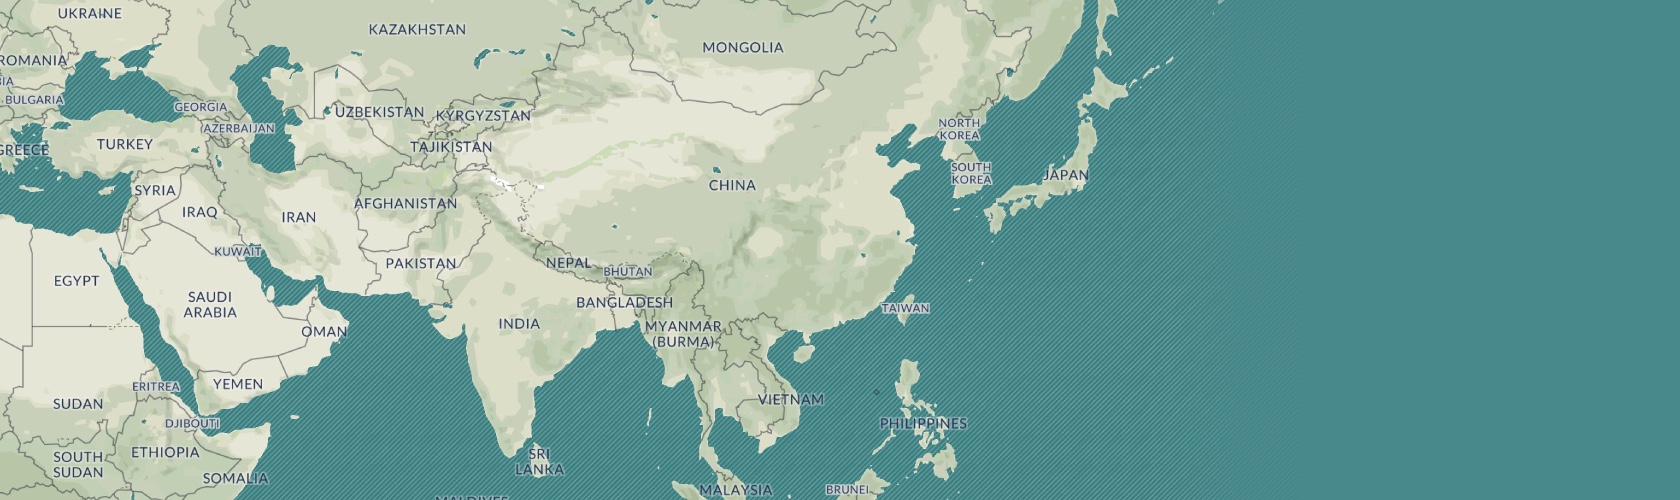 UKRAINE
KAZAKHSTAN
MONGOLIA
ROMANIA
BULGARIA
GEORGIA
UZBEKISTAN
KYRGYZSTAN
AZERBAIJAN
NORTH
KOREA
GREECE
TURKEY
TAJIKISTAN
SOUTH
KOREA
JAPAN
SYRIA
CHINA
AFGHANISTAN
IRAQ
IRAN
KUWAIT
PAKISTAN
NEPAL
BHUTAN
EGYPT
SAUDI
ARABIA
BANGLADESH
TAIWAN
OMAN
INDIA
MYANMAR
(BURMA)
ERITREA
YEMEN
SUDAN
VIETNAM
DJIBOUTI
PHILIPPINES
ETHIOPIA
SOUTH
SUDAN
SRI
LANKA
SOMALIA
MALAYSIA
BRUNEI
MALDIVES